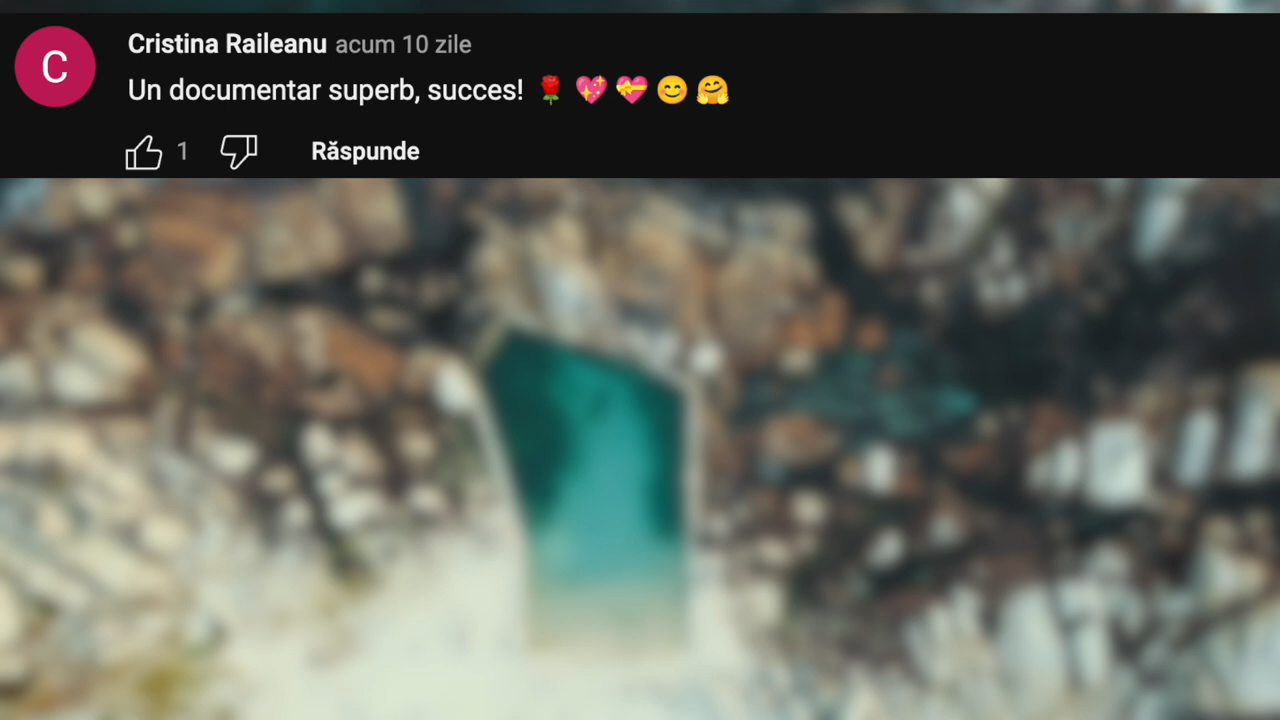 C
Cristina Raileanu acum 10 zile
Un documentar superb, succes! 🌹 💖 💝 😊 🤗
1 Răspunde